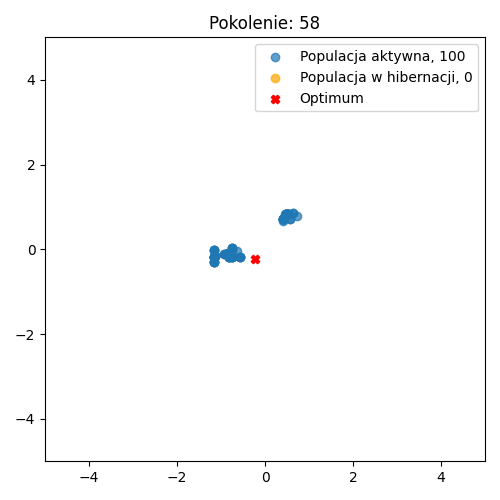 Pokolenie: 58
Populacja aktywna, 100
Populacja w hibernacji, 0
Optimum
4
2
0
−2
−4
−4 −2 0 2 4